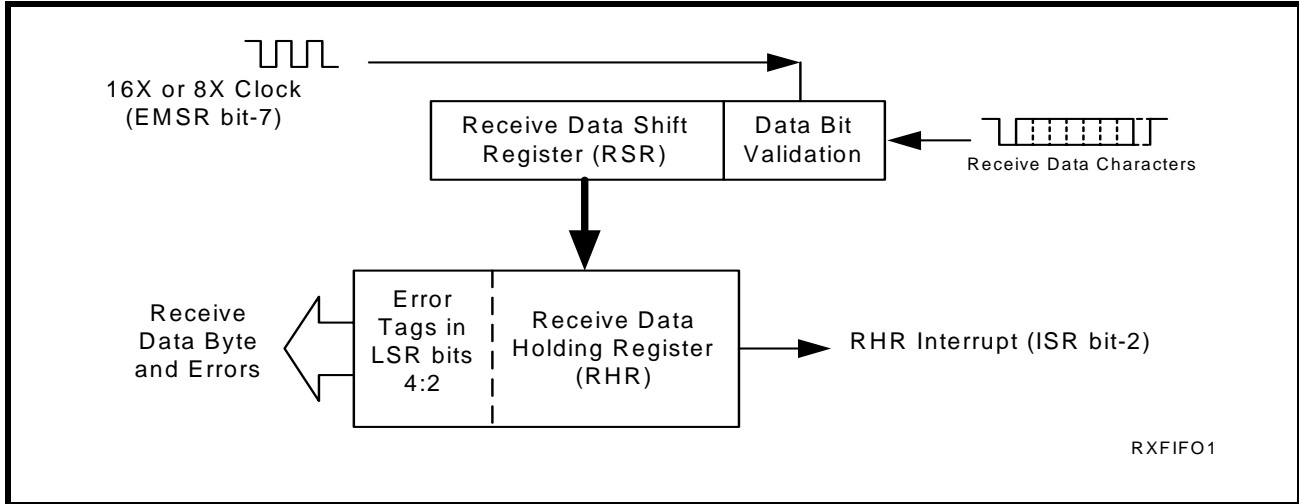 16X or 8X Clock
(EMSR bit-7)
Receive Data Shift
Register (RSR)
Data Bit
Validation
Receive Data Characters
Receive
Data Byte
and Errors
Error
Tags in
LSR bits
4:2
Receive Data
Holding Register
(RHR)
RHR Interrupt (ISR bit-2)
RXFIFO1